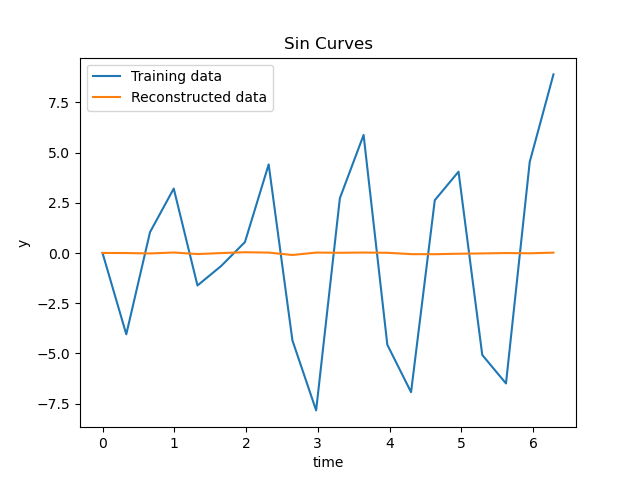 Sin Curves
Training data
Reconstructed data
7.5
5.0
2.5
0.0
−2.5
−5.0
−7.5
y
0 1 2 3 4 5 6
time